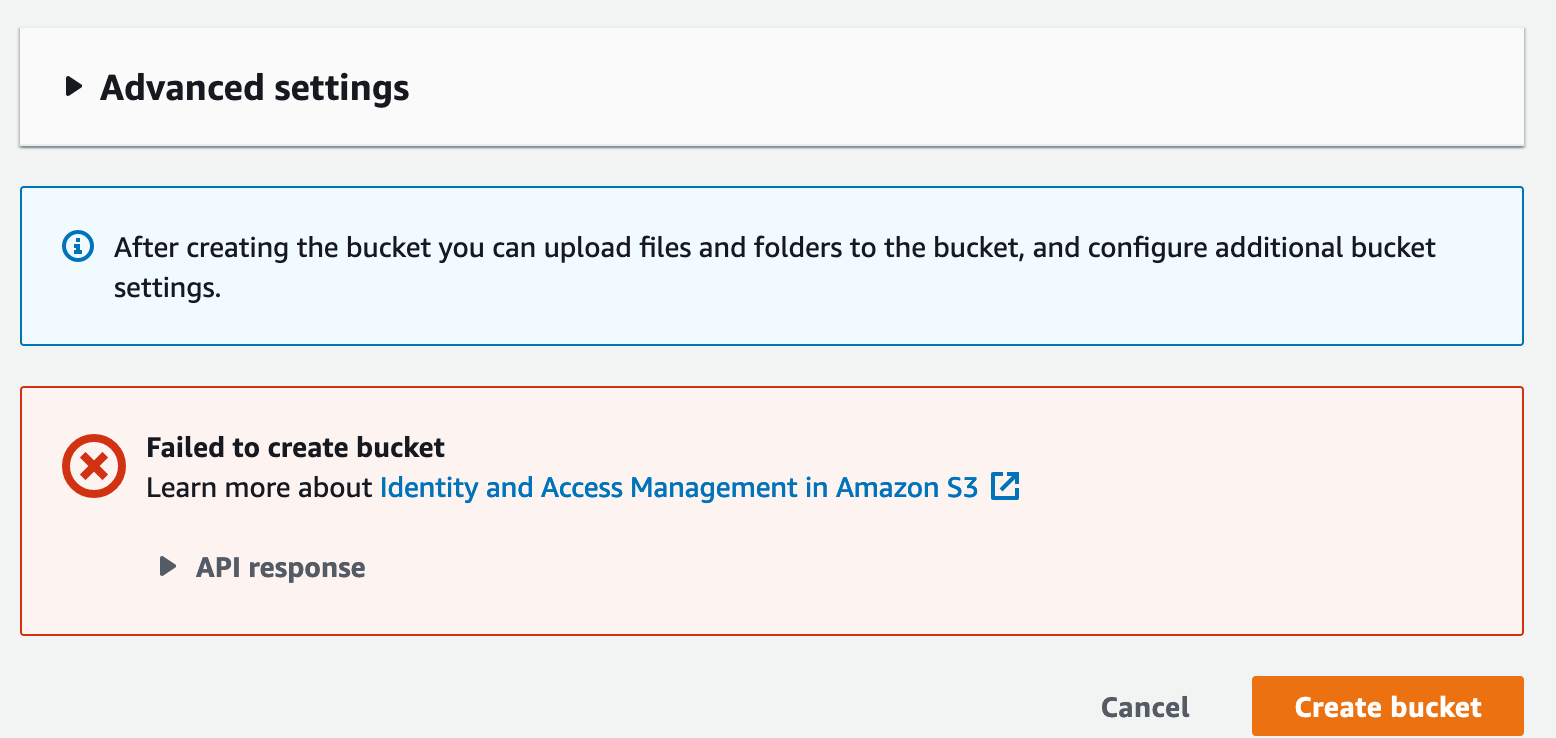 Advanced settings
After creating the bucket you can upload files and folders to the bucket, and configure additional bucket
settings.
Failed to create bucket
Learn more about Identity and Access Management in Amazon S3
API response
Cancel
Create bucket